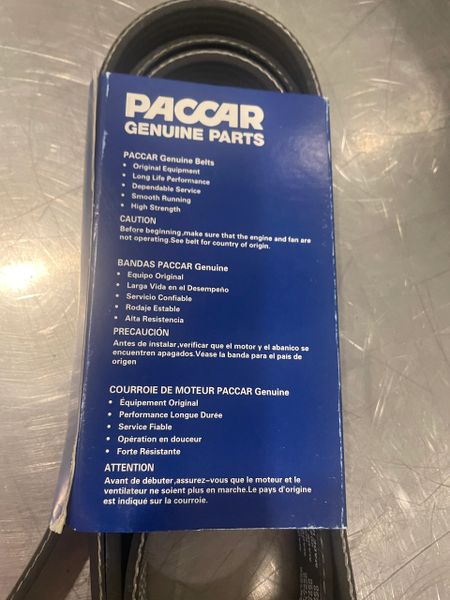 PACCAR
GENUINE PARTS
PACCAR Genuine Belts
• Original Equipment
• Long Life Performance
• Dependable Service
• Smooth Running
• High Strength
CAUTION
Before beginning ,make sure that the engine and fan are
not operating.See belt for country of origin.
BANDAS PACCAR Genuine
• Equipo Original
• Larga Vida en el Desempeño
• Servicio Confiable
• Rodaje Estable
• Alta Resistencia
PRECAUCIÓN
Antes de instalar,verificar que el motor y el abanico se
encuentren apagados.Véase la banda para el país de
origen
COURROIE DE MOTEUR PACCAR Genuine
• Équipement Original
• Performance Longue Durée
• Service Fiable
• Opération en douceur
• Forte Résistante
ATTENTION
Avant de débuter,assurez-vous que le moteur et le
ventilateur ne soient plus en marche.Le pays d'origine
est indiqué sur la courroie.